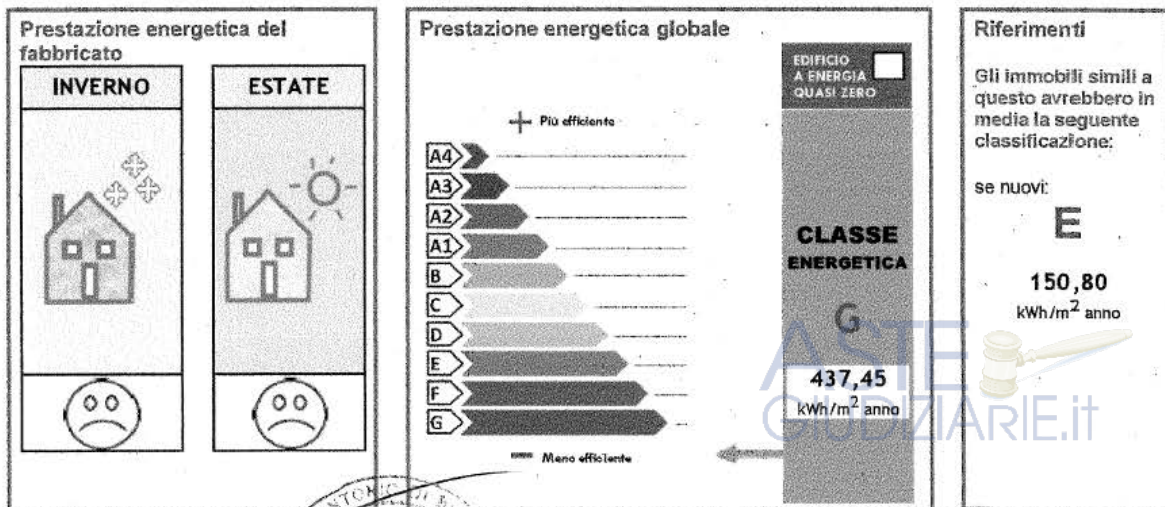 Prestazione energetica del
fabbricato
INVERNO
ESTATE
Prestazione energetica globale
+ Più efficiente
A4
A3
A2
A1
B
C
D
E
F
G
Meno efficiente
EDIFICIO
A ENERGIA
QUASI ZERO
CLASSE
ENERGETICA
G
437,45
kWh/m² anno
Riferimenti
Gli immobili simili a
questo avrebbero in
media la seguente
classificazione:
se nuovi:
E
150,80
kWh/m² anno
ASTE
GIUDIZIARIE.it